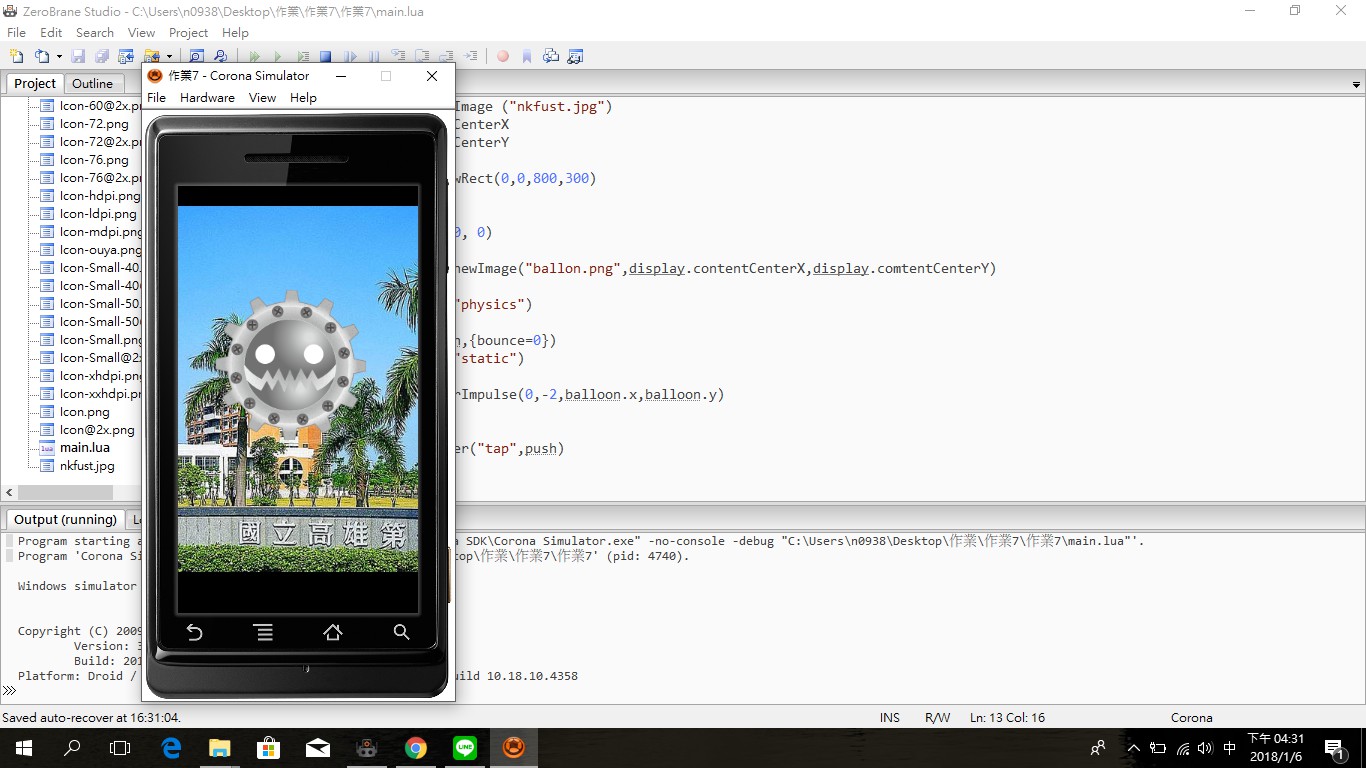 ZeroBrane Studio - C:\Users\n0938\Desktop\作業\作業7\作業7\main.lua
File Edit Search View Project Help
Project Outline
作業7 - Corona Simulator
File Hardware View Help
Icon-60@2x.pn
Icon-72.png
Icon-72@2x.pn
Icon-76.png
Icon-76@2x.pn
Icon-hdpi.png
Icon-ldpi.png
Icon-mdpi.png
Icon-ouya.png
Icon-Small-40.
Icon-Small-40
Icon-Small-50.
Icon-Small-50
Icon-Small.png
Icon-Small@2x
Icon-xhdpi.png
Icon-xxhdpi.pn
Icon.png
Icon@2x.png
main.lua
nkfust.jpg
Image ("nkfust.jpg")
CenterX
CenterY
wRect(0,0,800,300)
0, 0)
newImage("ballon.png",display.contentCenterX,display.comtentCenterY)
"physics")
n,{bounce=0})
"static")
rImpulse(0,-2,balloon.x,balloon.y)
er("tap",push)
國立高雄第
Output (running)
Program starting a SDK\Corona Simulator.exe" -no-console -debug "C:\Users\n0938\Desktop\作業\作業7\作業7\main.lua"'.
Program 'Corona Si top\作業\作業7\作業7' (pid: 4740).
Windows simulator
Copyright (C) 2009
Version: 3
Build: 201
Platform: Droid / uild 10.18.10.4358
Saved auto-recover at 16:31:04. INS R/W Ln: 13 Col: 16 Corona
LINE
中
下午 04:31
2018/1/6
1